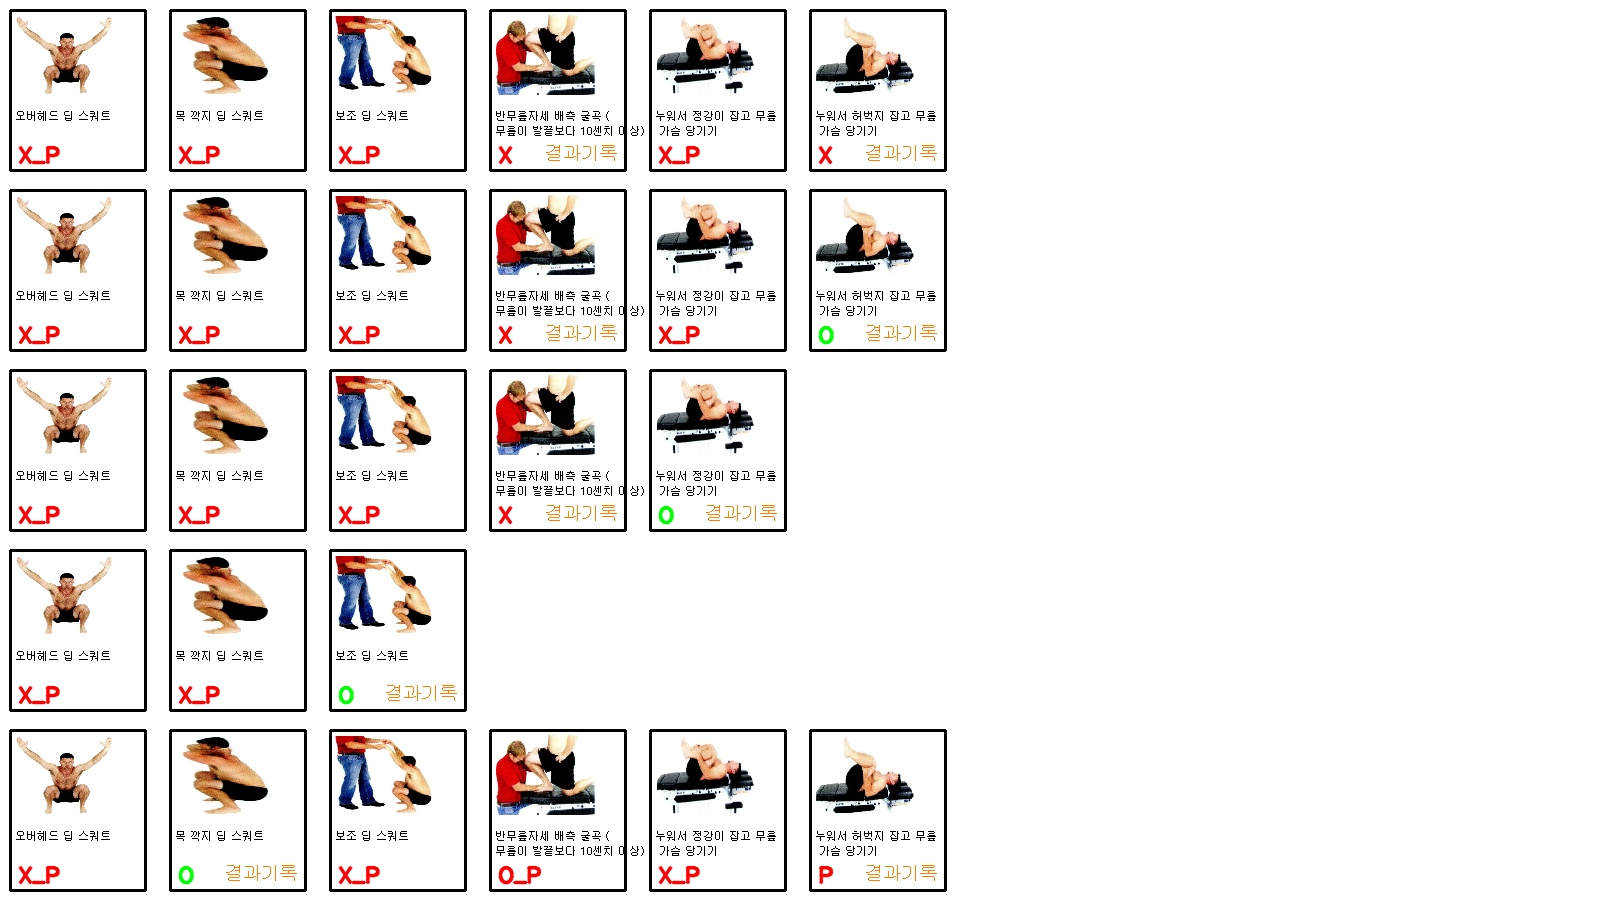 오버헤드 딥 스쿼트
X_P
목 깍지 딥 스쿼트
X_P
보조 딥 스쿼트
X_P
반무릎자세 배측 굴곡 (
무릎이 발끝보다 10센치 이상)
X 결과기록
누워서 정강이 잡고 무릎
가슴 당기기
X_P
누워서 허벅지 잡고 무릎
가슴 당기기
X 결과기록
오버헤드 딥 스쿼트
X_P
목 깍지 딥 스쿼트
X_P
보조 딥 스쿼트
X_P
반무릎자세 배측 굴곡 (
무릎이 발끝보다 10센치 이상)
X 결과기록
누워서 정강이 잡고 무릎
가슴 당기기
X_P
누워서 허벅지 잡고 무릎
가슴 당기기
O 결과기록
오버헤드 딥 스쿼트
X_P
목 깍지 딥 스쿼트
X_P
보조 딥 스쿼트
X_P
반무릎자세 배측 굴곡 (
무릎이 발끝보다 10센치 이상)
X 결과기록
누워서 정강이 잡고 무릎
가슴 당기기
O 결과기록
오버헤드 딥 스쿼트
X_P
목 깍지 딥 스쿼트
X_P
보조 딥 스쿼트
O 결과기록
오버헤드 딥 스쿼트
X_P
목 깍지 딥 스쿼트
O 결과기록
보조 딥 스쿼트
X_P
반무릎자세 배측 굴곡 (
무릎이 발끝보다 10센치 이상)
O_P
누워서 정강이 잡고 무릎
가슴 당기기
X_P
누워서 허벅지 잡고 무릎
가슴 당기기
P 결과기록